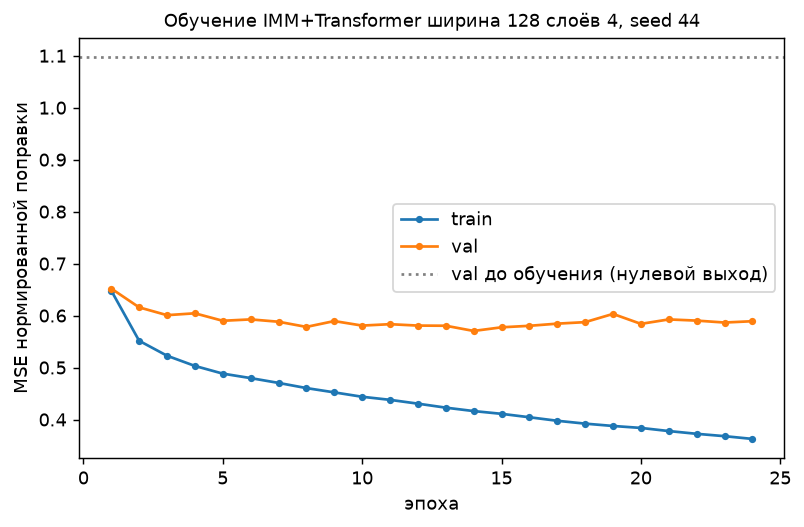 Обучение IMM+Transformer ширина 128 слоёв 4, seed 44
MSE нормированной поправки
1.1
1.0
0.9
0.8
0.7
0.6
0.5
0.4
train
val
val до обучения (нулевой выход)
0
5
10
15
20
25
эпоха